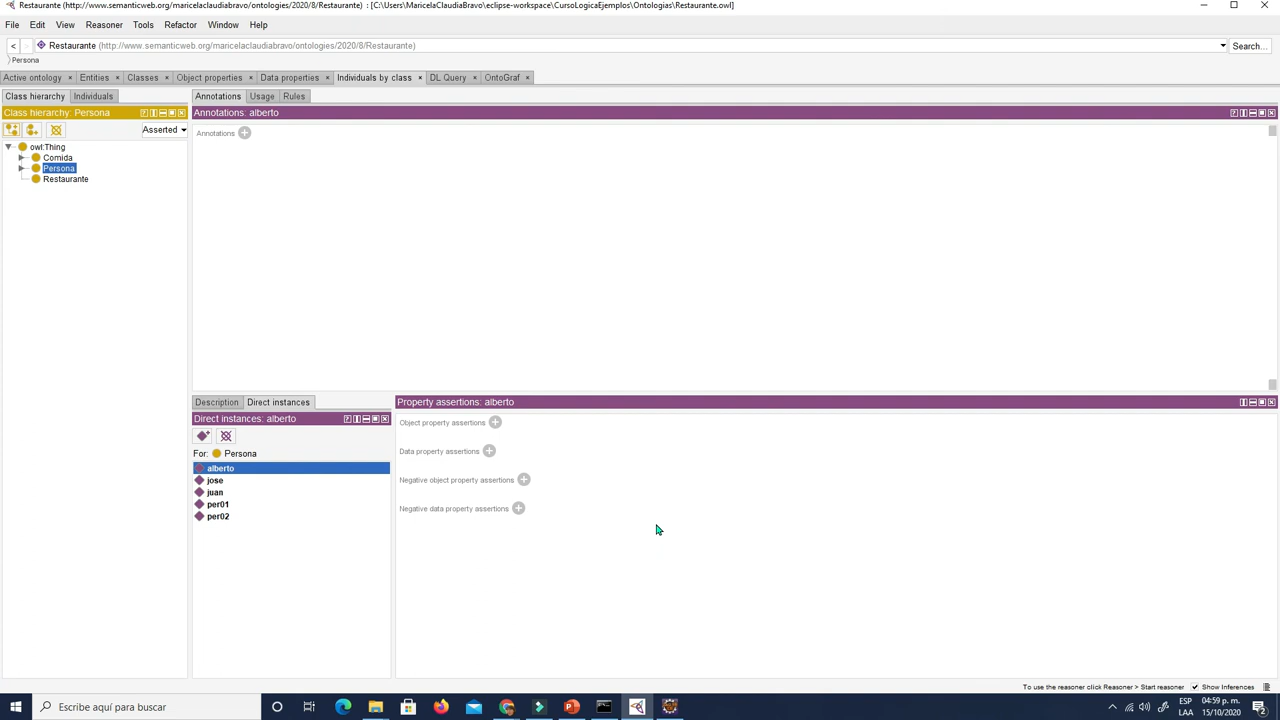 Restaurante (http://www.semanticweb.org/maricelaclaudiabravo/ontologies/2020/8/Restaurante) : [C:\Users\MaricelaClaudiaBravo\eclipse-workspace\CursoLogicaEjemplos\Ontologias\Restaurante.owl]
File Edit View Reasoner Tools Refactor Window Help
< > Restaurante (http://www.semanticweb.org/maricelaclaudiabravo/ontologies/2020/8/Restaurante) Search...
Persona
Active ontology × Entities × Classes × Object properties × Data properties × Individuals by class × DL Query × OntoGraf ×
Class hierarchy Individuals
Annotations Usage Rules
Class hierarchy: Persona
Annotations: alberto
Asserted
Annotations
owl:Thing
Comida
Persona
Restaurante
Description Direct instances
Property assertions: alberto
Direct instances: alberto
Object property assertions
For: Persona
Data property assertions
alberto
jose
Negative object property assertions
juan
per01
Negative data property assertions
per02
To use the reasoner click Reasoner > Start reasoner Show Inferences
Escribe aquí para buscar
ESP 04:59 p. m.
LAA 15/10/2020
2